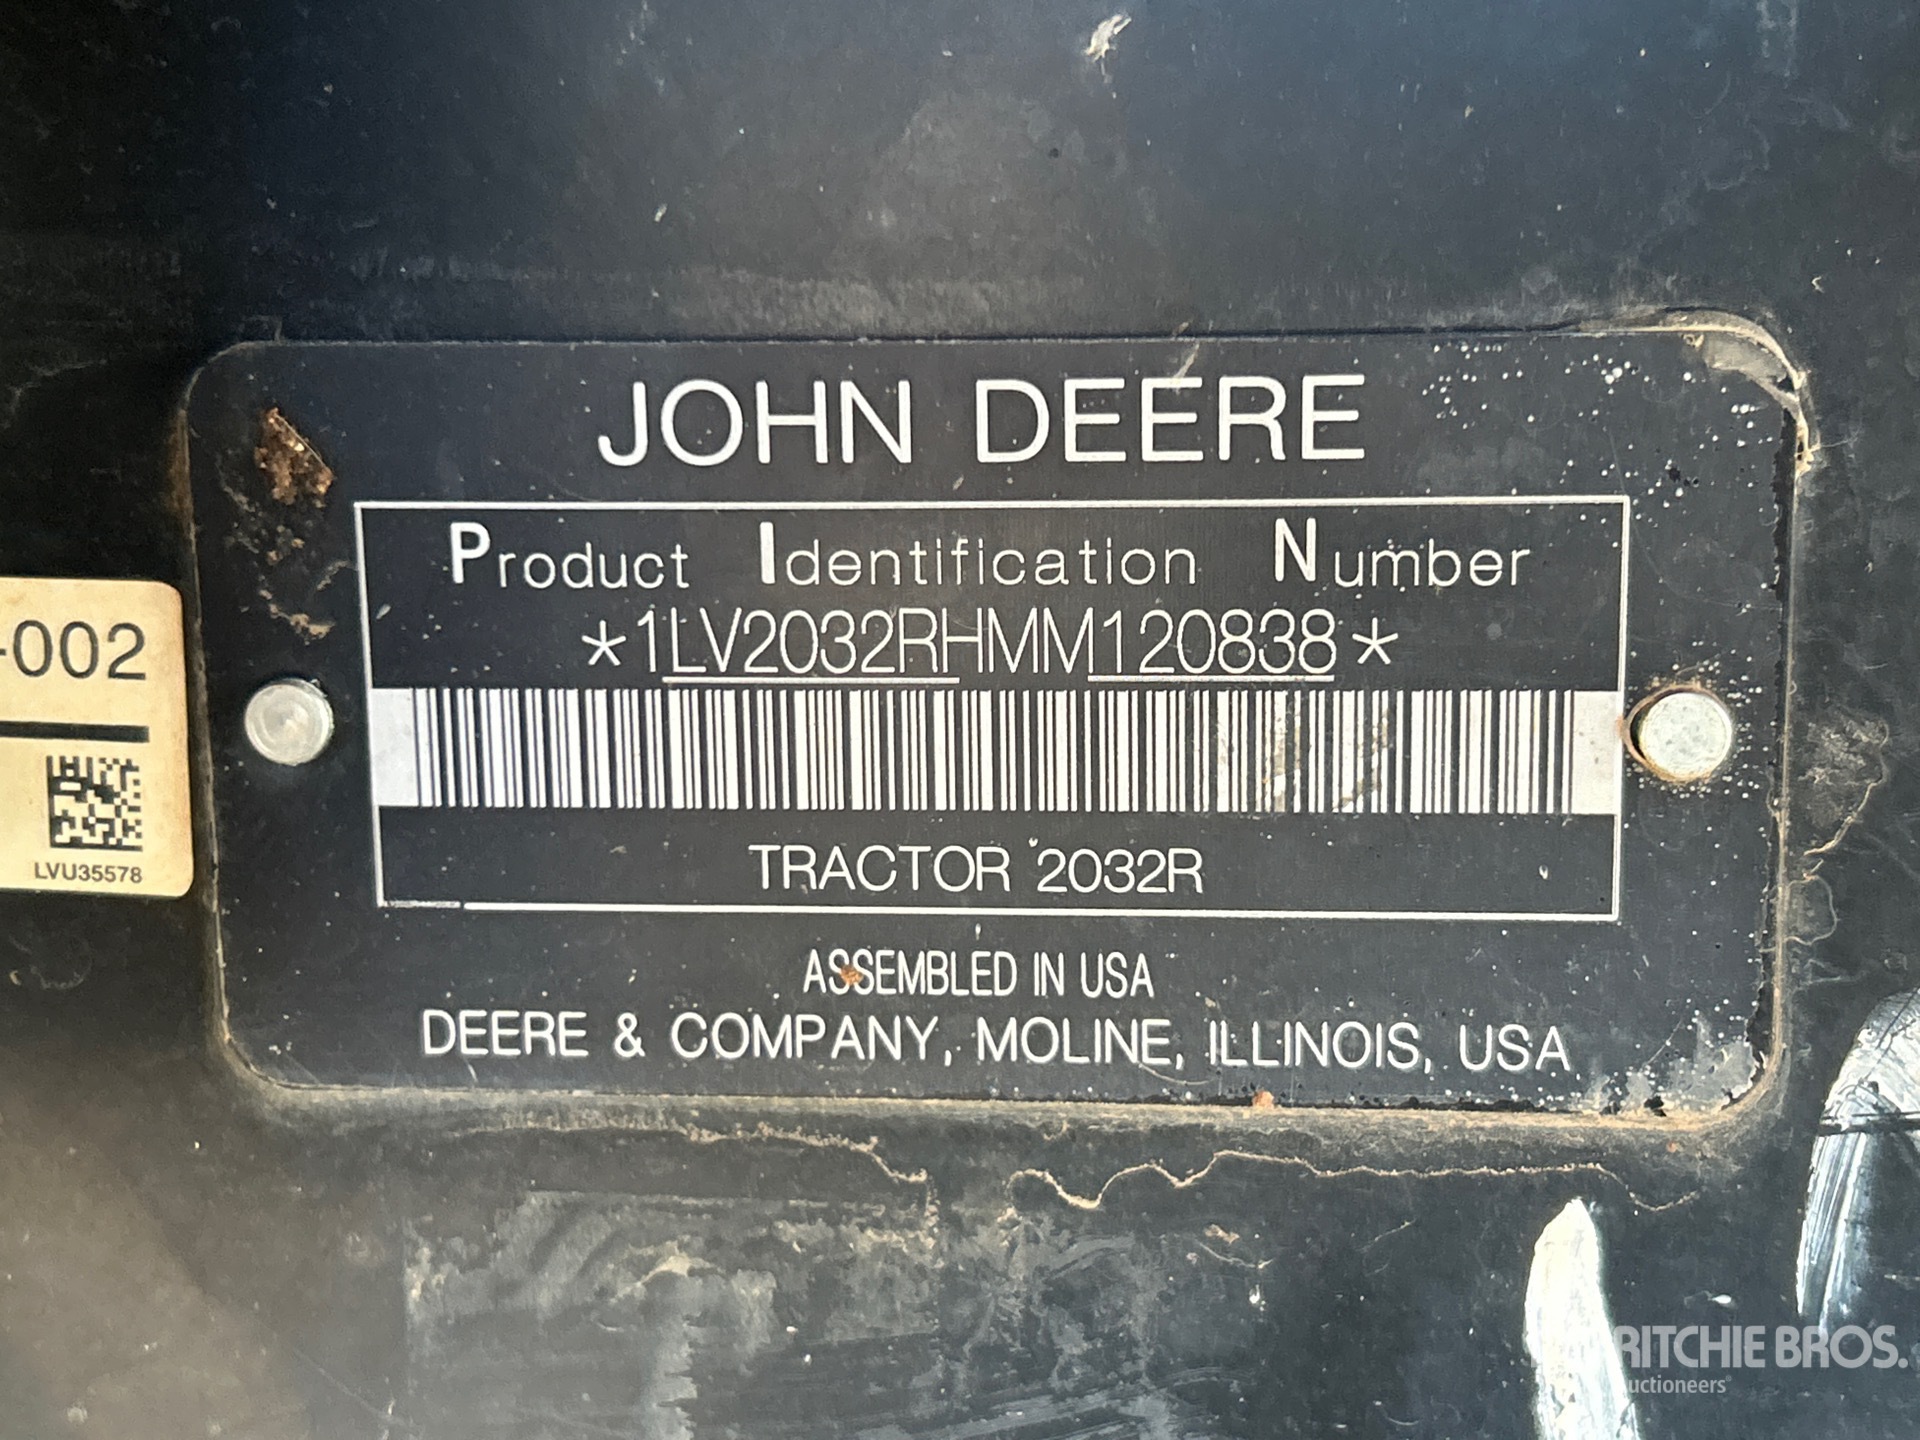 JOHN DEERE
Product Identification Number
*1LV2032RHMM120838*
TRACTOR 2032R
ASSEMBLED IN USA
DEERE & COMPANY, MOLINE, ILLINOIS, USA
-002
LVU35578
RITCHIE BROS.
uctioneers